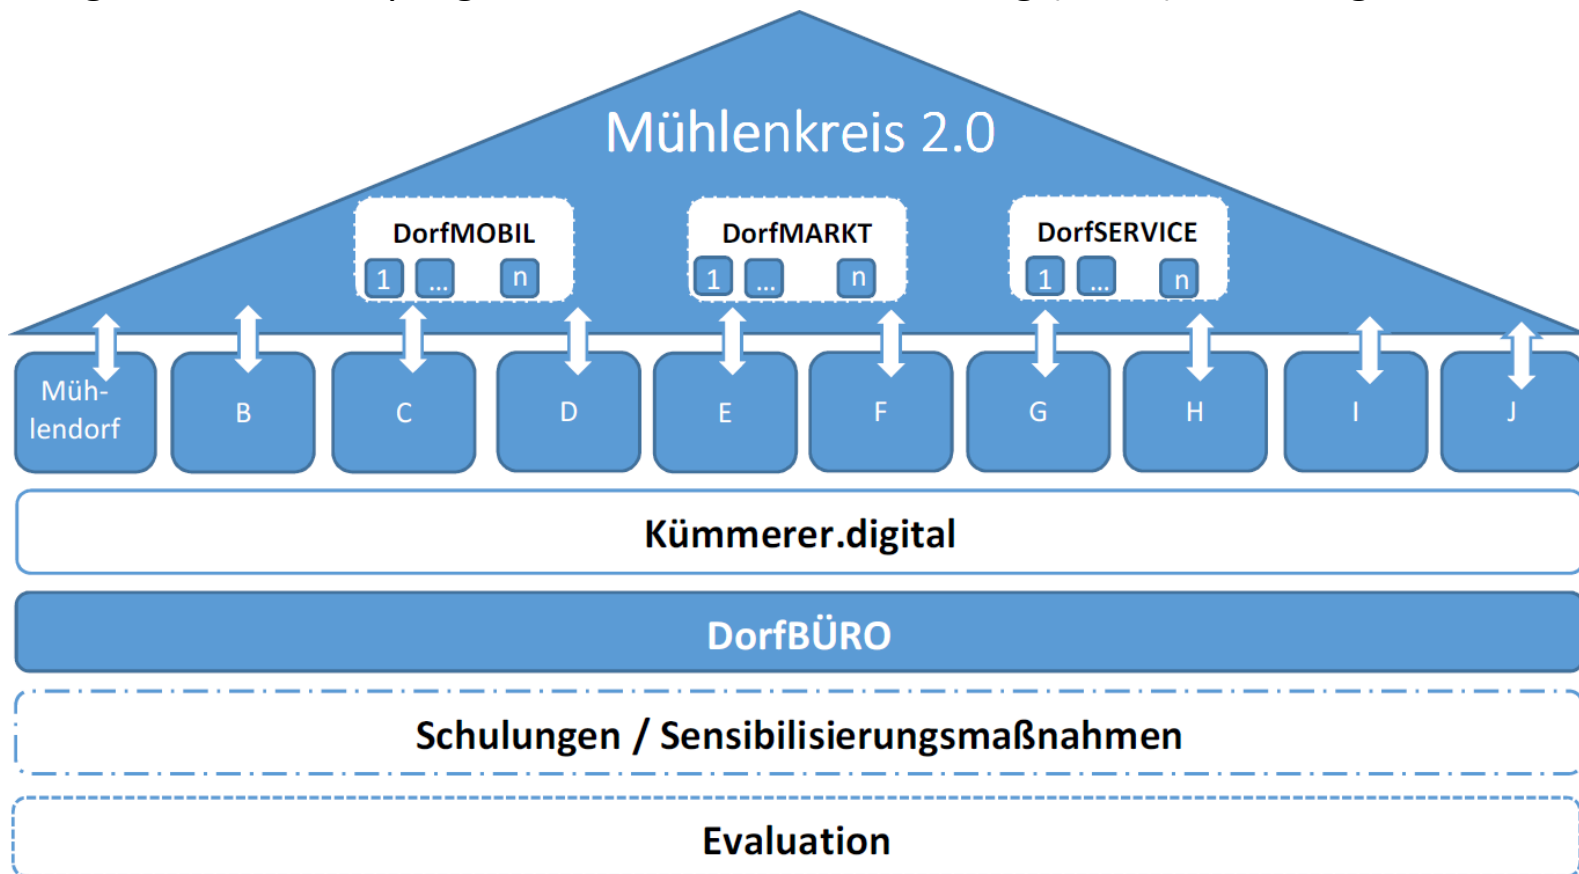 Mühlenkreis 2.0
DorfMOBIL
1 ... n
DorfMARKT
1 ... n
DorfSERVICE
1 ... n
Müh-
lendorf
B
C
D
E
F
G
H
I
J
Kümmerer.digital
DorfBÜRO
Schulungen / Sensibilisierungsmaßnahmen
Evaluation